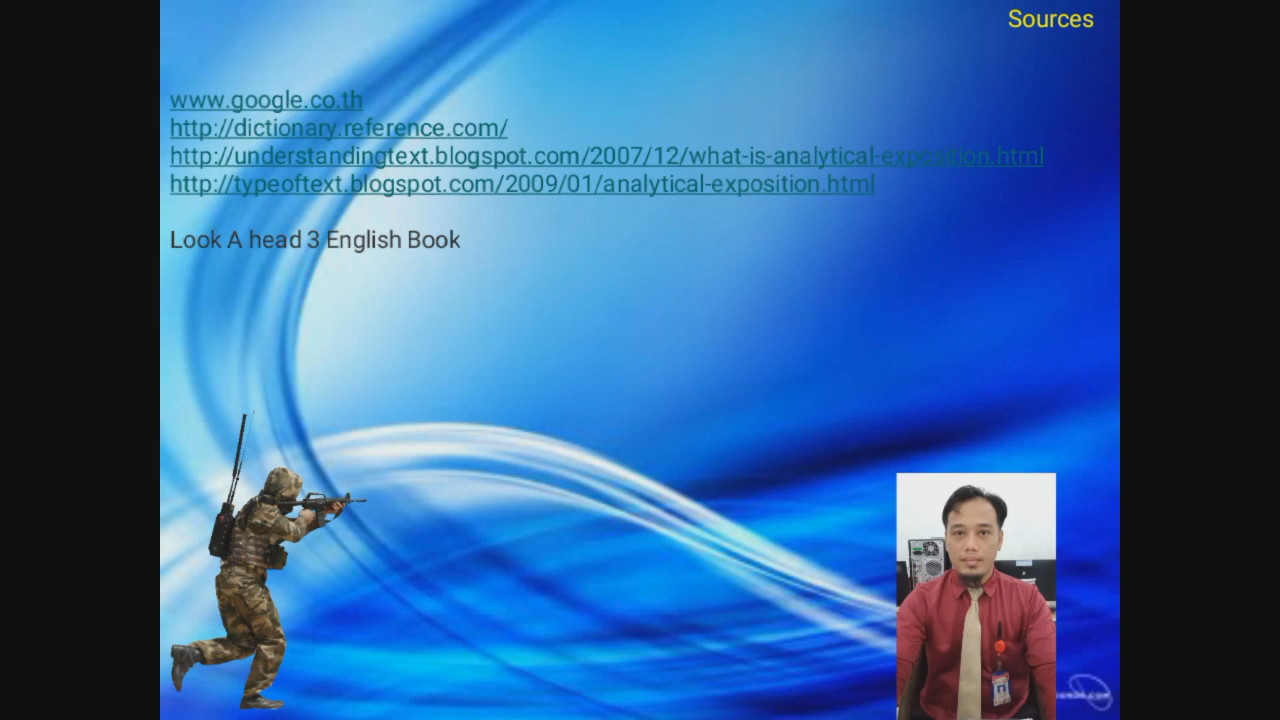 Sources
www.google.co.th
http://dictionary.reference.com/
http://understandingtext.blogspot.com/2007/12/what-is-analytical-exposition.html
http://typeoftext.blogspot.com/2009/01/analytical-exposition.html
Look A head 3 English Book